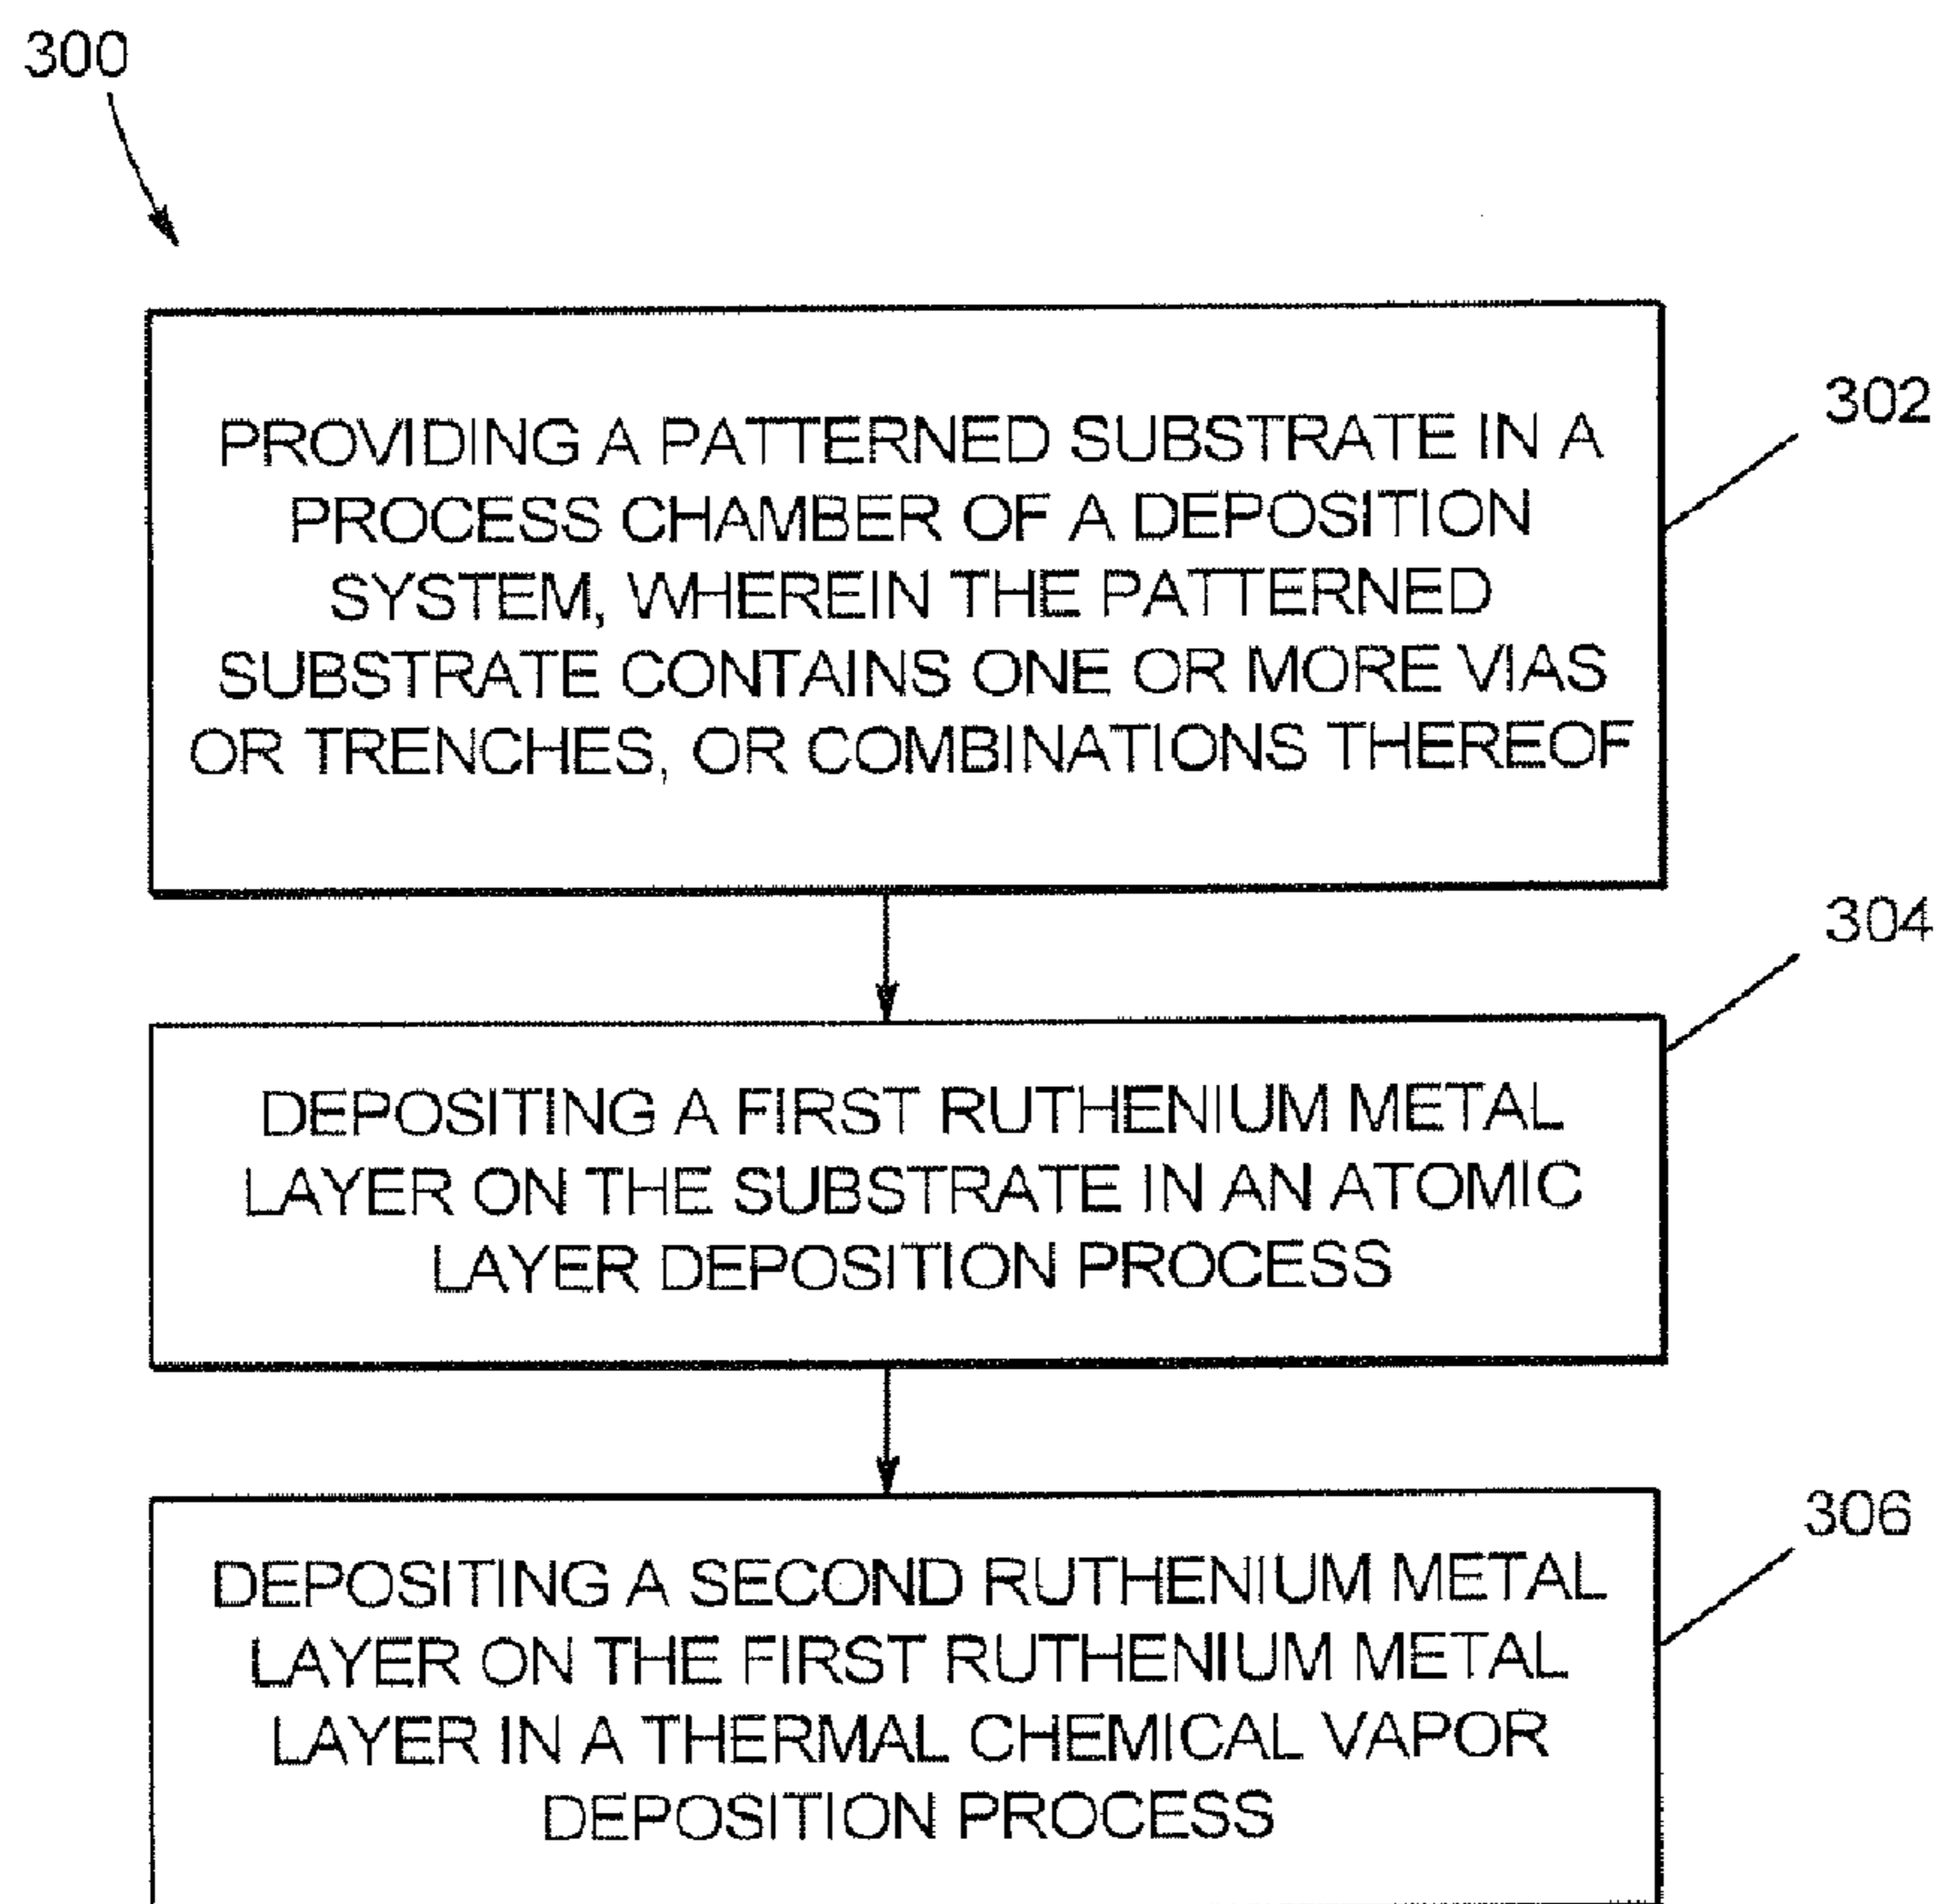 300
PROVIDING A PATTERNED SUBSTRATE IN A
PROCESS CHAMBER OF A DEPOSITION
SYSTEM, WHEREIN THE PATTERNED
SUBSTRATE CONTAINS ONE OR MORE VIAS
OR TRENCHES, OR COMBINATIONS THEREOF
302
DEPOSITING A FIRST RUTHENIUM METAL
LAYER ON THE SUBSTRATE IN AN ATOMIC
LAYER DEPOSITION PROCESS
304
DEPOSITING A SECOND RUTHENIUM METAL
LAYER ON THE FIRST RUTHENIUM METAL
LAYER IN A THERMAL CHEMICAL VAPOR
DEPOSITION PROCESS
306